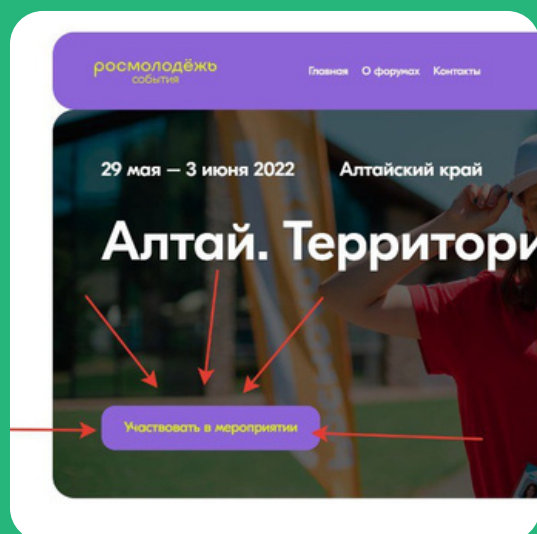 росмолодёжь
события
Главная О форумах Контакты
29 мая — 3 июня 2022 Алтайский край
Алтай. Территори
Участвовать в мероприятии